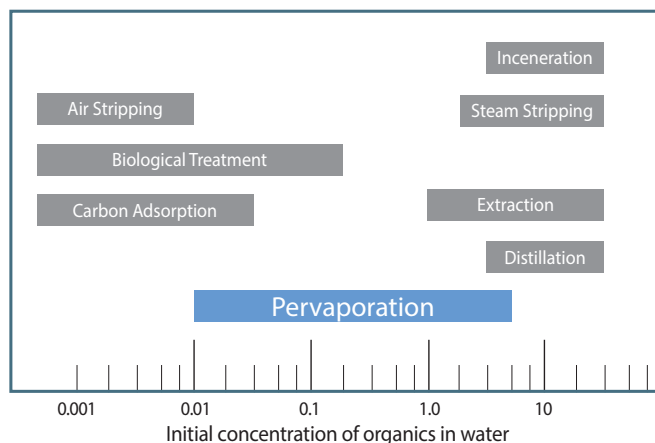 Inceneration
Air Stripping
Steam Stripping
Biological Treatment
Carbon Adsorption
Extraction
Distillation
Pervaporation
0.001 0.01 0.1 1.0 10
Initial concentration of organics in water